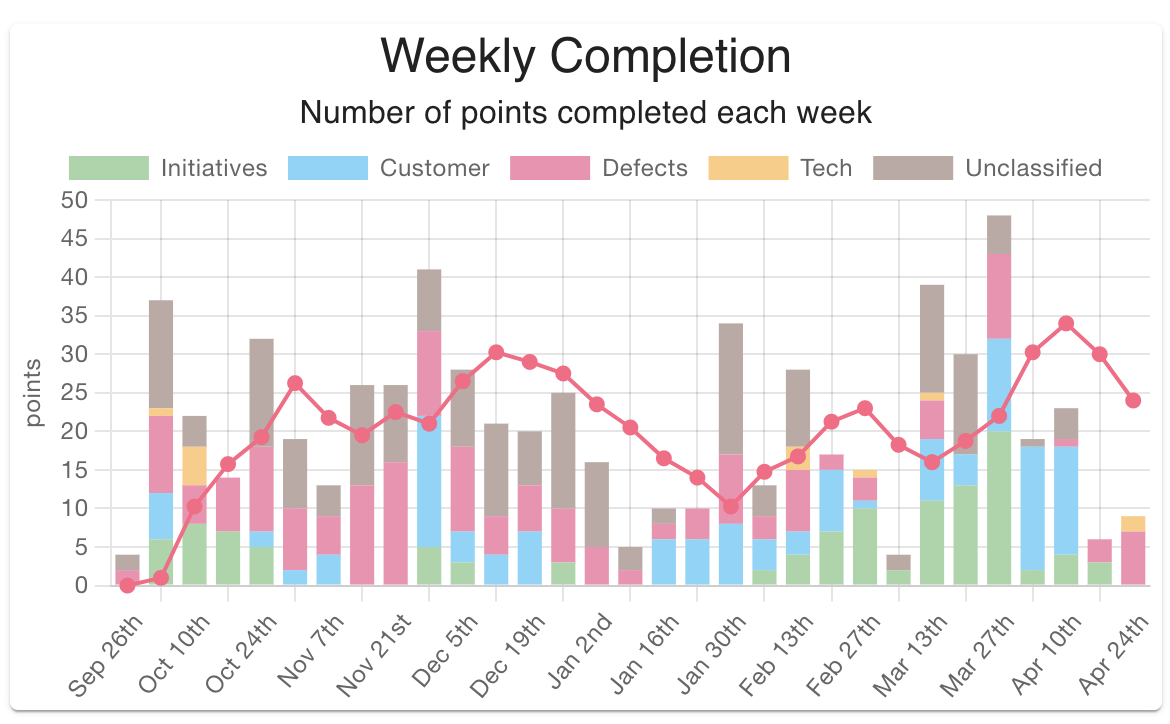 Weekly Completion
Number of points completed each week
Initiatives Customer Defects Tech Unclassified
50
45
40
35
30
25
20
15
10
5
0
points
Sep 26th Oct 10th Oct 24th Nov 7th Nov 21st Dec 5th Dec 19th Jan 2nd Jan 16th Jan 30th Feb 13th Feb 27th Mar 13th Mar 27th Apr 10th Apr 24th